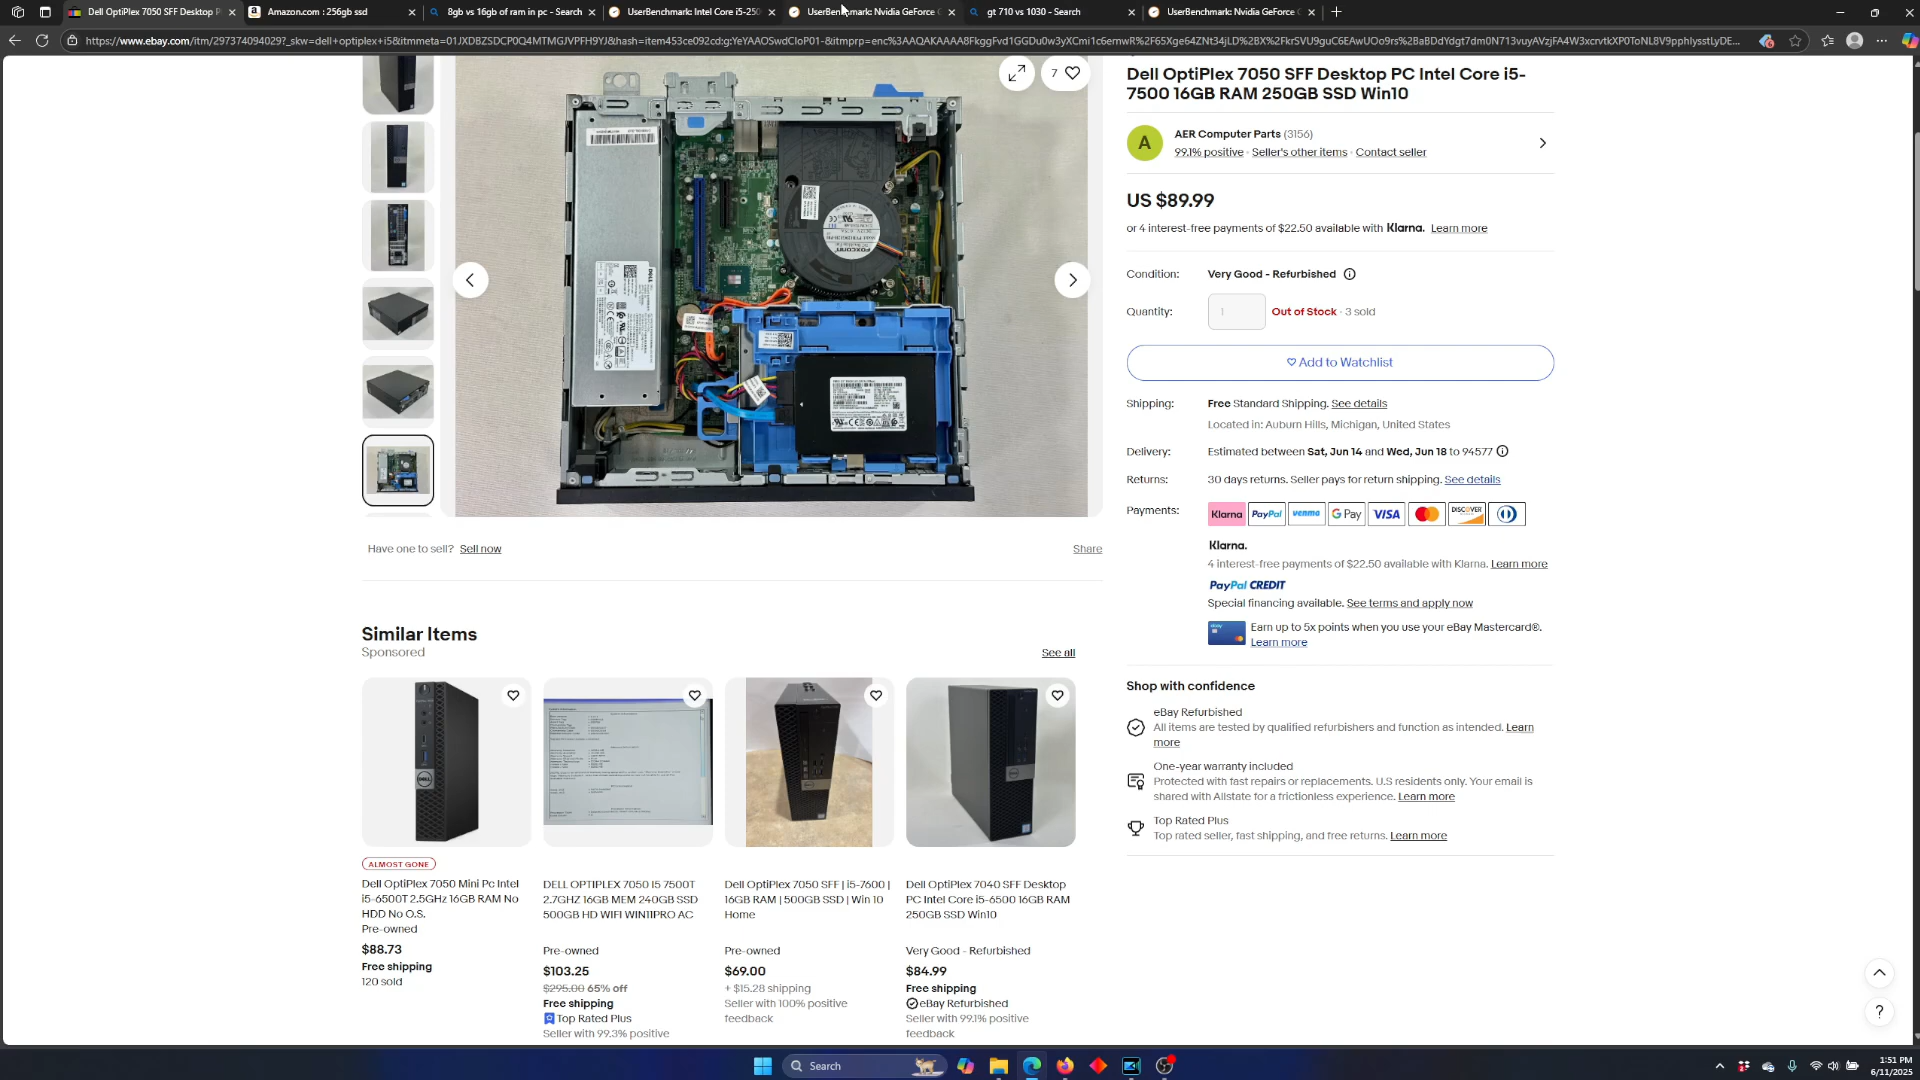 Dell OptiPlex 7050 SFF Desktop P
Amazon.com : 256gb ssd
8gb vs 16gb of ram in pc - Search
UserBenchmark: Intel Core i5-250
UserBenchmark: Nvidia GeForce G
gt 710 vs 1030 - Search
UserBenchmark: Nvidia GeForce G
7
Dell OptiPlex 7050 SFF Desktop PC Intel Core i5-
7500 16GB RAM 250GB SSD Win10
A
AER Computer Parts (3156)
99.1% positive · Seller's other items · Contact seller
US $89.99
or 4 interest-free payments of $22.50 available with Klarna. Learn more
Condition: Very Good - Refurbished
Quantity: 1 Out of Stock · 3 sold
Add to Watchlist
Shipping: Free Standard Shipping. See details
Located in: Auburn Hills, Michigan, United States
Delivery: Estimated between Sat, Jun 14 and Wed, Jun 18 to 94577
Returns: 30 days returns. Seller pays for return shipping. See details
Payments: Klarna PayPal venmo G Pay VISA DISCOVER
Klarna.
4 interest-free payments of $22.50 available with Klarna. Learn more
PayPal CREDIT
Special financing available. See terms and apply now
ebay
Earn up to 5x points when you use your eBay Mastercard®.
Learn more
Shop with confidence
eBay Refurbished
All items are tested by qualified refurbishers and function as intended. Learn
more
One-year warranty included
Protected with fast repairs or replacements. U.S residents only. Your email is
shared with Allstate for a frictionless experience. Learn more
Top Rated Plus
Top rated seller, fast shipping, and free returns. Learn more
FOXCONN
DELL
Have one to sell? Sell now
Share
Similar Items
Sponsored
See all
ALMOST GONE
Dell OptiPlex 7050 Mini Pc Intel
i5-6500T 2.5GHz 16GB RAM No
HDD No O.S.
Pre-owned
$88.73
Free shipping
120 sold
DELL OPTIPLEX 7050 I5 7500T
2.7GHZ 16GB MEM 240GB SSD
500GB HD WIFI WIN11PRO AC
Pre-owned
$103.25
$295.00 65% off
Free shipping
Top Rated Plus
Seller with 99.3% positive
Dell OptiPlex 7050 SFF | i5-7600 |
16GB RAM | 500GB SSD | Win 10
Home
Pre-owned
$69.00
+ $15.28 shipping
Seller with 100% positive
feedback
Dell OptiPlex 7040 SFF Desktop
PC Intel Core i5-6500 16GB RAM
250GB SSD Win10
Very Good - Refurbished
$84.99
Free shipping
eBay Refurbished
Seller with 99.1% positive
feedback
?
Search
1:51 PM
6/11/2025